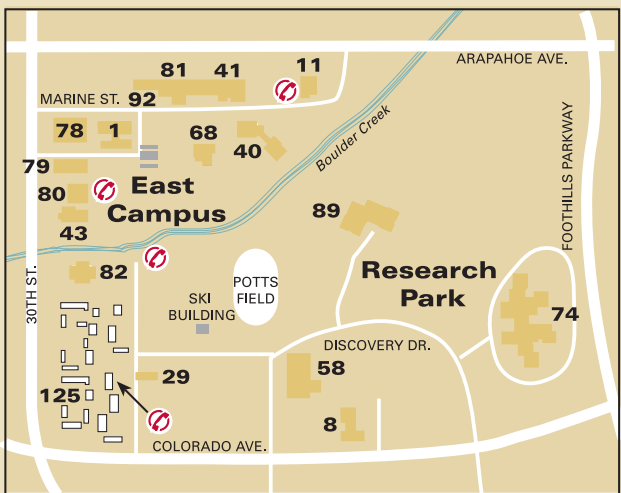 ARAPAHOE AVE.
81
41
11
92
MARINE ST.
78
1
68
40
Boulder Creek
FOOTHILLS PARKWAY
79
80
East
Campus
43
89
82
Research
Park
30TH ST.
POTTS
FIELD
SKI
BUILDING
74
DISCOVERY DR.
58
29
125
8
COLORADO AVE.